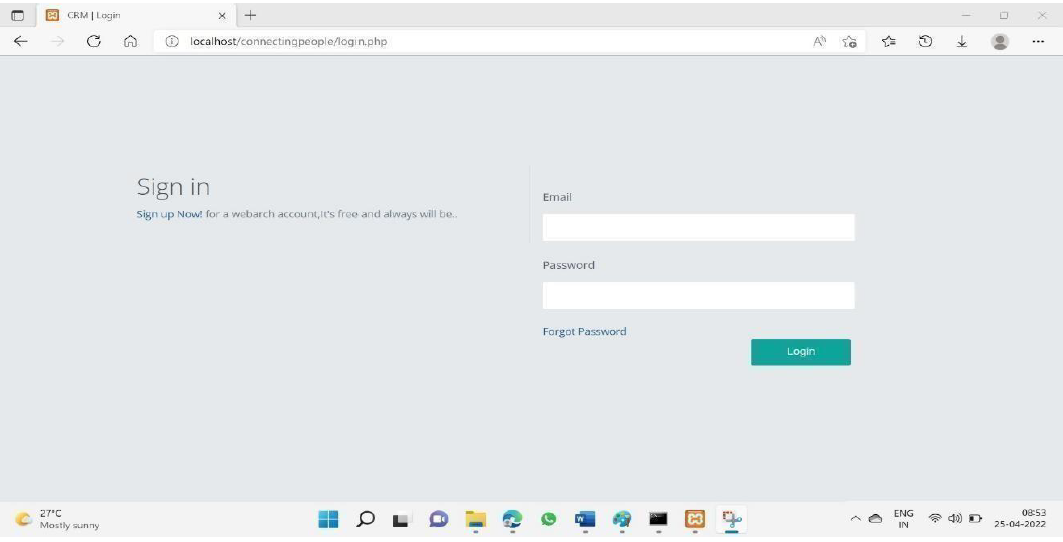 CRM | Login
localhost/connectingpeople/login.php
Sign in
Sign up Now! for a webarch account,It's free and always will be..
Email
Password
Forgot Password
Login
27°C
Mostly sunny
ENG
IN
08:53
25-04-2022